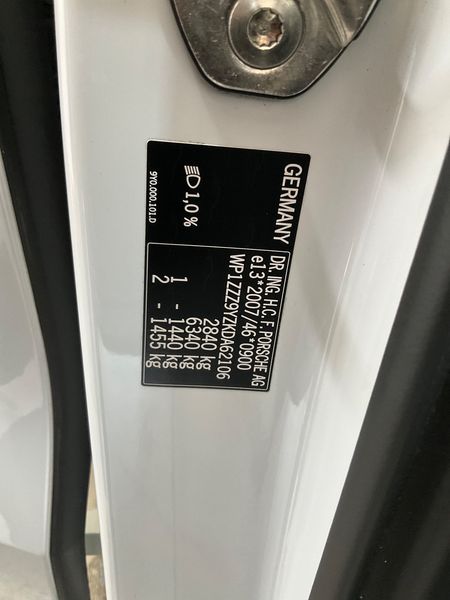 GERMANY
DR. ING. H.C. F. PORSCHE AG
e13*2007/46*0900
WP1ZZZ9YZKDA62106
2840 kg
6340 kg
1 - 1440 kg
2 - 1455 kg
1,0 %
9Y0.000.101.D